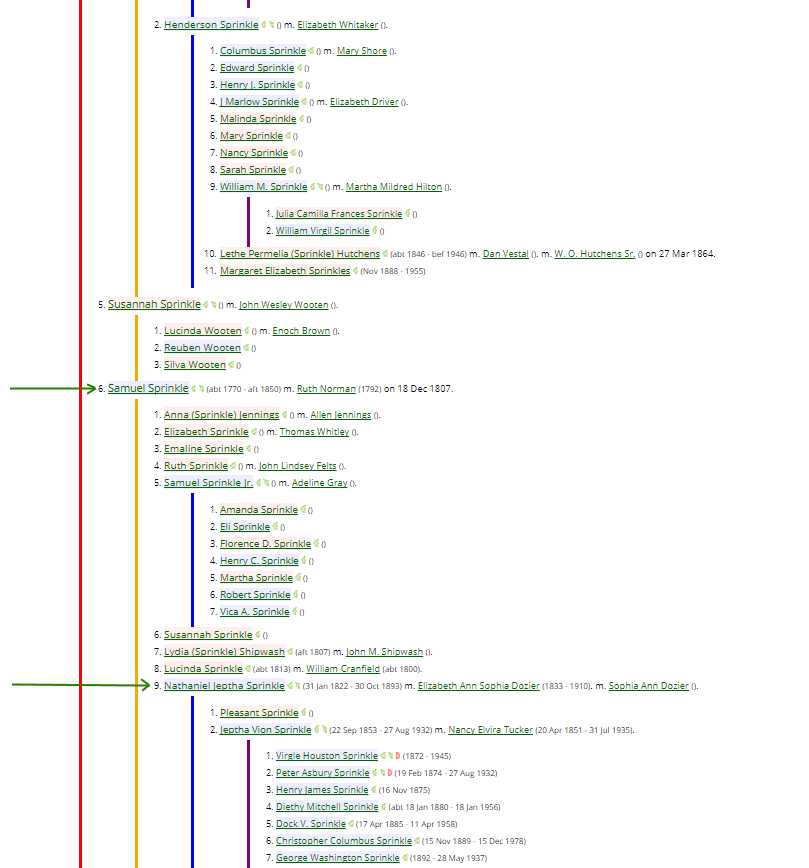 2. Henderson Sprinkle () m. Elizabeth Whitaker ().
1. Columbus Sprinkle () m. Mary Shore ().
2. Edward Sprinkle ()
3. Henry J. Sprinkle ()
4. J Marlow Sprinkle () m. Elizabeth Driver ().
5. Malinda Sprinkle ()
6. Mary Sprinkle ()
7. Nancy Sprinkle ()
8. Sarah Sprinkle ()
9. William M. Sprinkle () m. Martha Mildred Hilton ().
1. Julia Camilla Frances Sprinkle ()
2. William Virgil Sprinkle ()
10. Lethe Permelia (Sprinkle) Hutchens (abt 1846 - bef 1946) m. Dan Vestal (). m. W. O. Hutchens Sr. () on 27 Mar 1864.
11. Margaret Elizabeth Sprinkles (Nov 1888 - 1955)
5. Susannah Sprinkle () m. John Wesley Wooten ().
1. Lucinda Wooten () m. Enoch Brown ().
2. Reuben Wooten ()
3. Silva Wooten ()
6. Samuel Sprinkle (abt 1770 - aft 1850) m. Ruth Norman (1792) on 18 Dec 1807.
1. Anna (Sprinkle) Jennings () m. Allen Jennings ().
2. Elizabeth Sprinkle () m. Thomas Whitley ().
3. Emaline Sprinkle ()
4. Ruth Sprinkle () m. John Lindsey Felts ().
5. Samuel Sprinkle Jr. () m. Adeline Gray ().
1. Amanda Sprinkle ()
2. Eli Sprinkle ()
3. Florence D. Sprinkle ()
4. Henry C. Sprinkle ()
5. Martha Sprinkle ()
6. Robert Sprinkle ()
7. Vica A. Sprinkle ()
6. Susannah Sprinkle ()
7. Lydia (Sprinkle) Shipwash (aft 1807) m. John M. Shipwash ().
8. Lucinda Sprinkle (abt 1813) m. William Cranfield (abt 1800).
9. Nathaniel Jeptha Sprinkle (31 Jan 1822 - 30 Oct 1893) m. Elizabeth Ann Sophia Dozier (1833 - 1910). m. Sophia Ann Dozier ().
1. Pleasant Sprinkle ()
2. Jeptha Vion Sprinkle (22 Sep 1853 - 27 Aug 1932) m. Nancy Elvira Tucker (20 Apr 1851 - 31 Jul 1935).
1. Virgle Houston Sprinkle D (1872 - 1945)
2. Peter Asbury Sprinkle D (19 Feb 1874 - 27 Aug 1932)
3. Henry James Sprinkle (16 Nov 1875)
4. Diethy Mitchell Sprinkle (abt 18 Jan 1880 - 18 Jan 1956)
5. Dock V. Sprinkle (17 Apr 1885 - 11 Apr 1958)
6. Christopher Columbus Sprinkle (15 Nov 1889 - 15 Dec 1978)
7. George Washington Sprinkle (1892 - 28 May 1937)